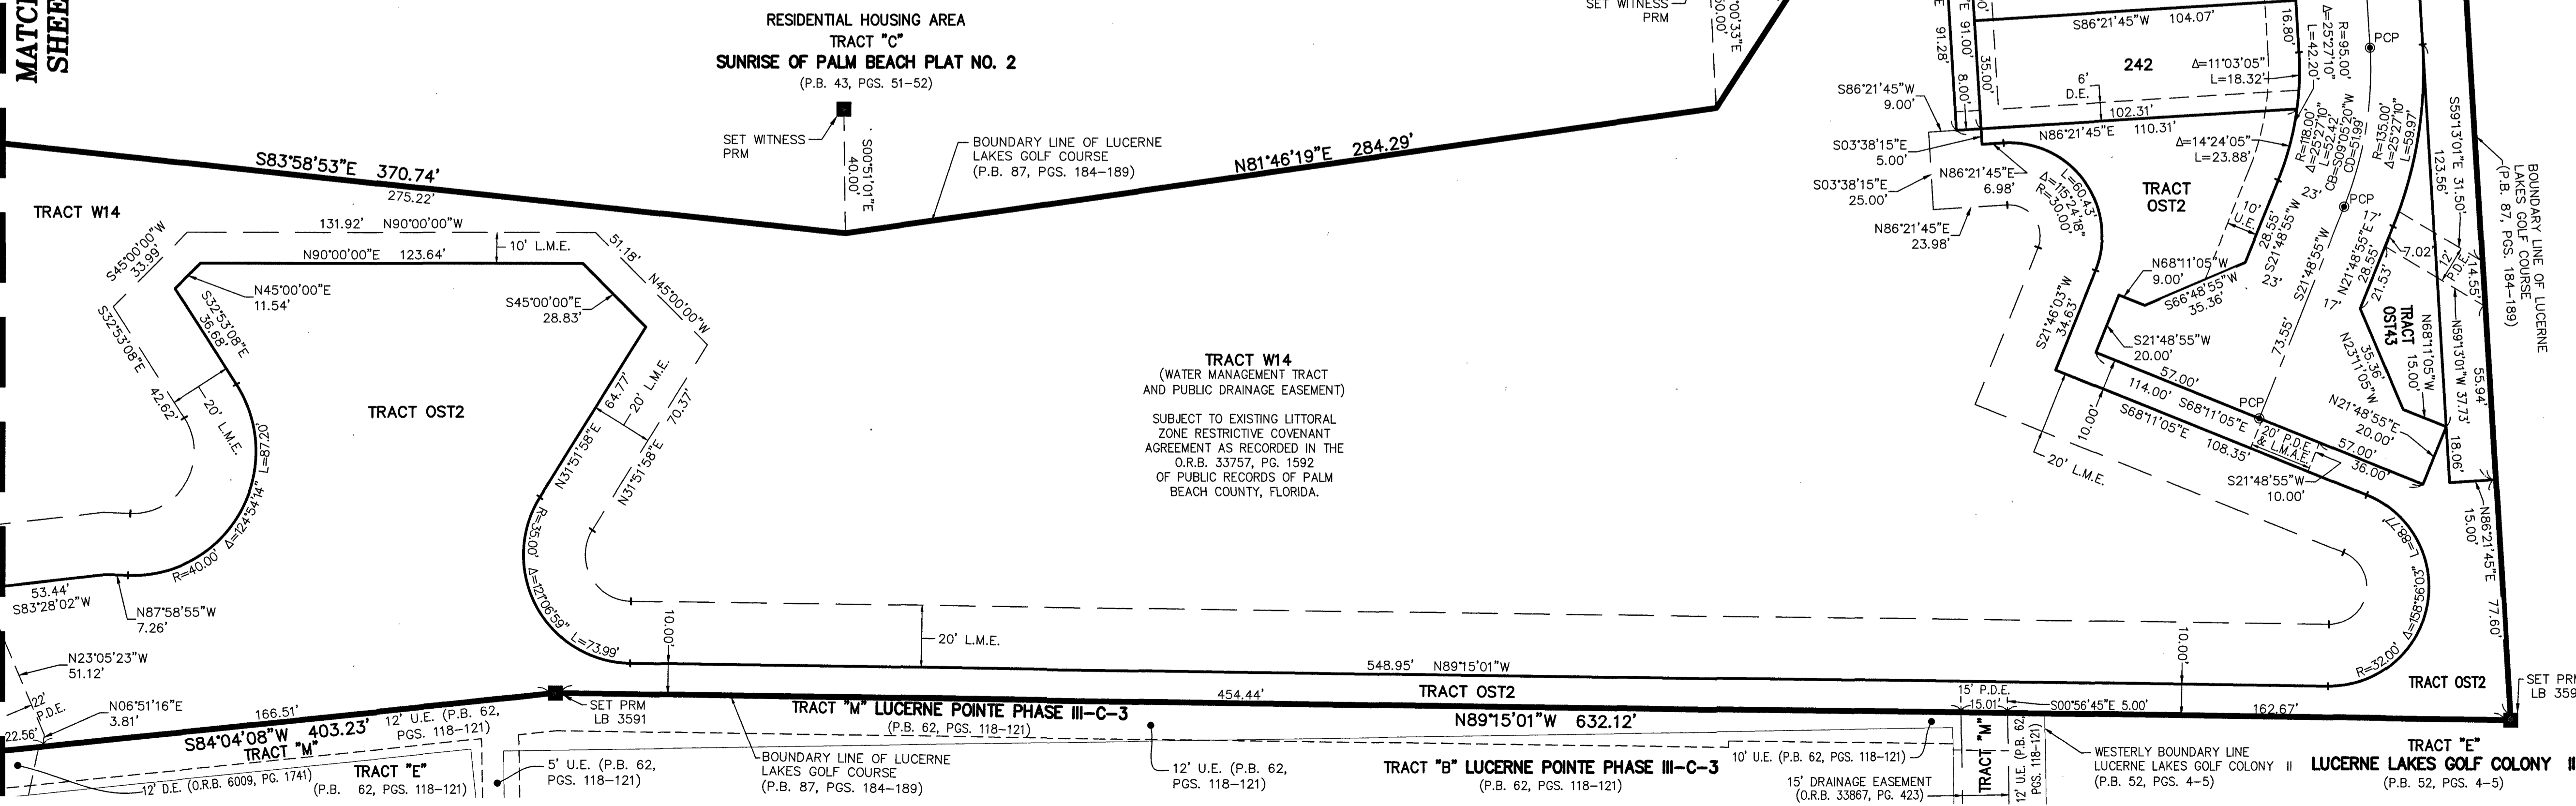 MATC
SHEE
RESIDENTIAL HOUSING AREA
TRACT "C"
SUNRISE OF PALM BEACH PLAT NO. 2
(P.B. 43, PGS. 51-52)
SET WITNESS
PRM
S00°51'01"E
40.00'
BOUNDARY LINE OF LUCERNE
LAKES GOLF COURSE
(P.B. 87, PGS. 184-189)
S83°58'53"E 370.74'
275.22'
N81°46'19"E 284.29'
SET WITNESS
PRM
00'33"E
TRACT W14
131.92' N90°00'00"W
10' L.M.E.
N90°00'00"E 123.64'
S45°00'00"W
33.99'
N45°00'00"E
11.54'
S32°53'08"E
36.68'
S32°53'08"E
42.62'
20' L.M.E.
S45°00'00"E
28.83'
51.18'
N45°00'00"W
64.77'
20' L.M.E.
N31°51'58"E
N31°51'58"E 70.37'
TRACT OST2
R=40.00' Δ=124°54'14" L=87.20'
R=35.00' Δ=121°06'59" L=73.99'
53.44'
S83°28'02"W
N87°58'55"W
7.26'
N23°05'23"W
51.12'
22'
P.D.E.
N06°51'16"E
3.81'
22.56'
166.51'
S84°04'08"W 403.23'
12' U.E. (P.B. 62,
PGS. 118-121)
TRACT "M"
12' D.E. (O.R.B. 6009, PG. 1741)
TRACT "E"
(P.B. 62, PGS. 118-121)
5' U.E. (P.B. 62,
PGS. 118-121)
SET PRM
LB 3591
TRACT W14
(WATER MANAGEMENT TRACT
AND PUBLIC DRAINAGE EASEMENT)
SUBJECT TO EXISTING LITTORAL
ZONE RESTRICTIVE COVENANT
AGREEMENT AS RECORDED IN THE
O.R.B. 33757, PG. 1592
OF PUBLIC RECORDS OF PALM
BEACH COUNTY, FLORIDA.
10.00'
20' L.M.E.
548.95' N89°15'01"W
454.44'
TRACT OST2
TRACT "M" LUCERNE POINTE PHASE III-C-3
(P.B. 62, PGS. 118-121)
BOUNDARY LINE OF LUCERNE
LAKES GOLF COURSE
(P.B. 87, PGS. 184-189)
12' U.E. (P.B. 62,
PGS. 118-121)
N89°15'01"W 632.12'
TRACT "B" LUCERNE POINTE PHASE III-C-3
(P.B. 62, PGS. 118-121)
10' U.E. (P.B. 62, PGS. 118-121)
15' DRAINAGE EASEMENT
(O.R.B. 33867, PG. 423)
15' P.D.E.
15.01'
S00°56'45"E 5.00'
162.67'
TRACT "M"
12' U.E. (P.B. 62,
PGS. 118-121)
WESTERLY BOUNDARY LINE
LUCERNE LAKES GOLF COLONY II
(P.B. 52, PGS. 4-5)
TRACT "E"
LUCERNE LAKES GOLF COLONY II
(P.B. 52, PGS. 4-5)
TRACT OST2
SET PRM
LB 359
10.00'
R=32.00' Δ=158°56'03" L=88.77'
77.60'
N86°21'45"E
15.00'
91.28'
91.00'
8.00'
35.00'
S86°21'45"W 104.07'
242
6'
D.E.
Δ=11°03'05"
L=18.32'
16.80'
102.31'
N86°21'45"E 110.31'
S86°21'45"W
9.00'
S03°38'15"E
5.00'
S03°38'15"E
25.00'
N86°21'45"E
6.98'
N86°21'45"E
23.98'
L=60.43'
Δ=115°24'18"
R=30.00'
TRACT
OST2
Δ=14°24'05"
L=23.88'
R=95.00'
Δ=25°27'10"
L=42.20'
R=118.00'
Δ=25°27'10"
L=52.42'
CB=S09°05'20"W
CD=51.99'
R=135.00'
Δ=25°27'10"
L=59.97'
PCP
PCP
PCP
10'
U.E.
28.55'
S21°48'55"W
23'
23'
S21°48'55"W
73.55'
17'
17'
N21°48'55"E
28.55'
21.53'
7.02'
12'
P.D.E.
14.55'
S59°13'01"E 31.50'
123.56'
BOUNDARY LINE OF LUCERNE
LAKES GOLF COURSE
(P.B. 87, PGS. 184-189)
N59°13'01"W 37.73'
55.94'
TRACT
OST43
N68°11'05"W
15.00'
35.36'
N23°11'05"W
N21°48'55"E
20.00'
18.06'
N68°11'05"W
9.00'
S66°48'55"W
35.36'
S21°48'55"W
20.00'
S21°46'03"W
34.63'
57.00'
114.00' S68°11'05"E
S68°11'05"E 108.35'
10.00'
20' L.M.E.
20' P.D.E.
& L.M.A.E.
57.00'
36.00'
S21°48'55"W
10.00'